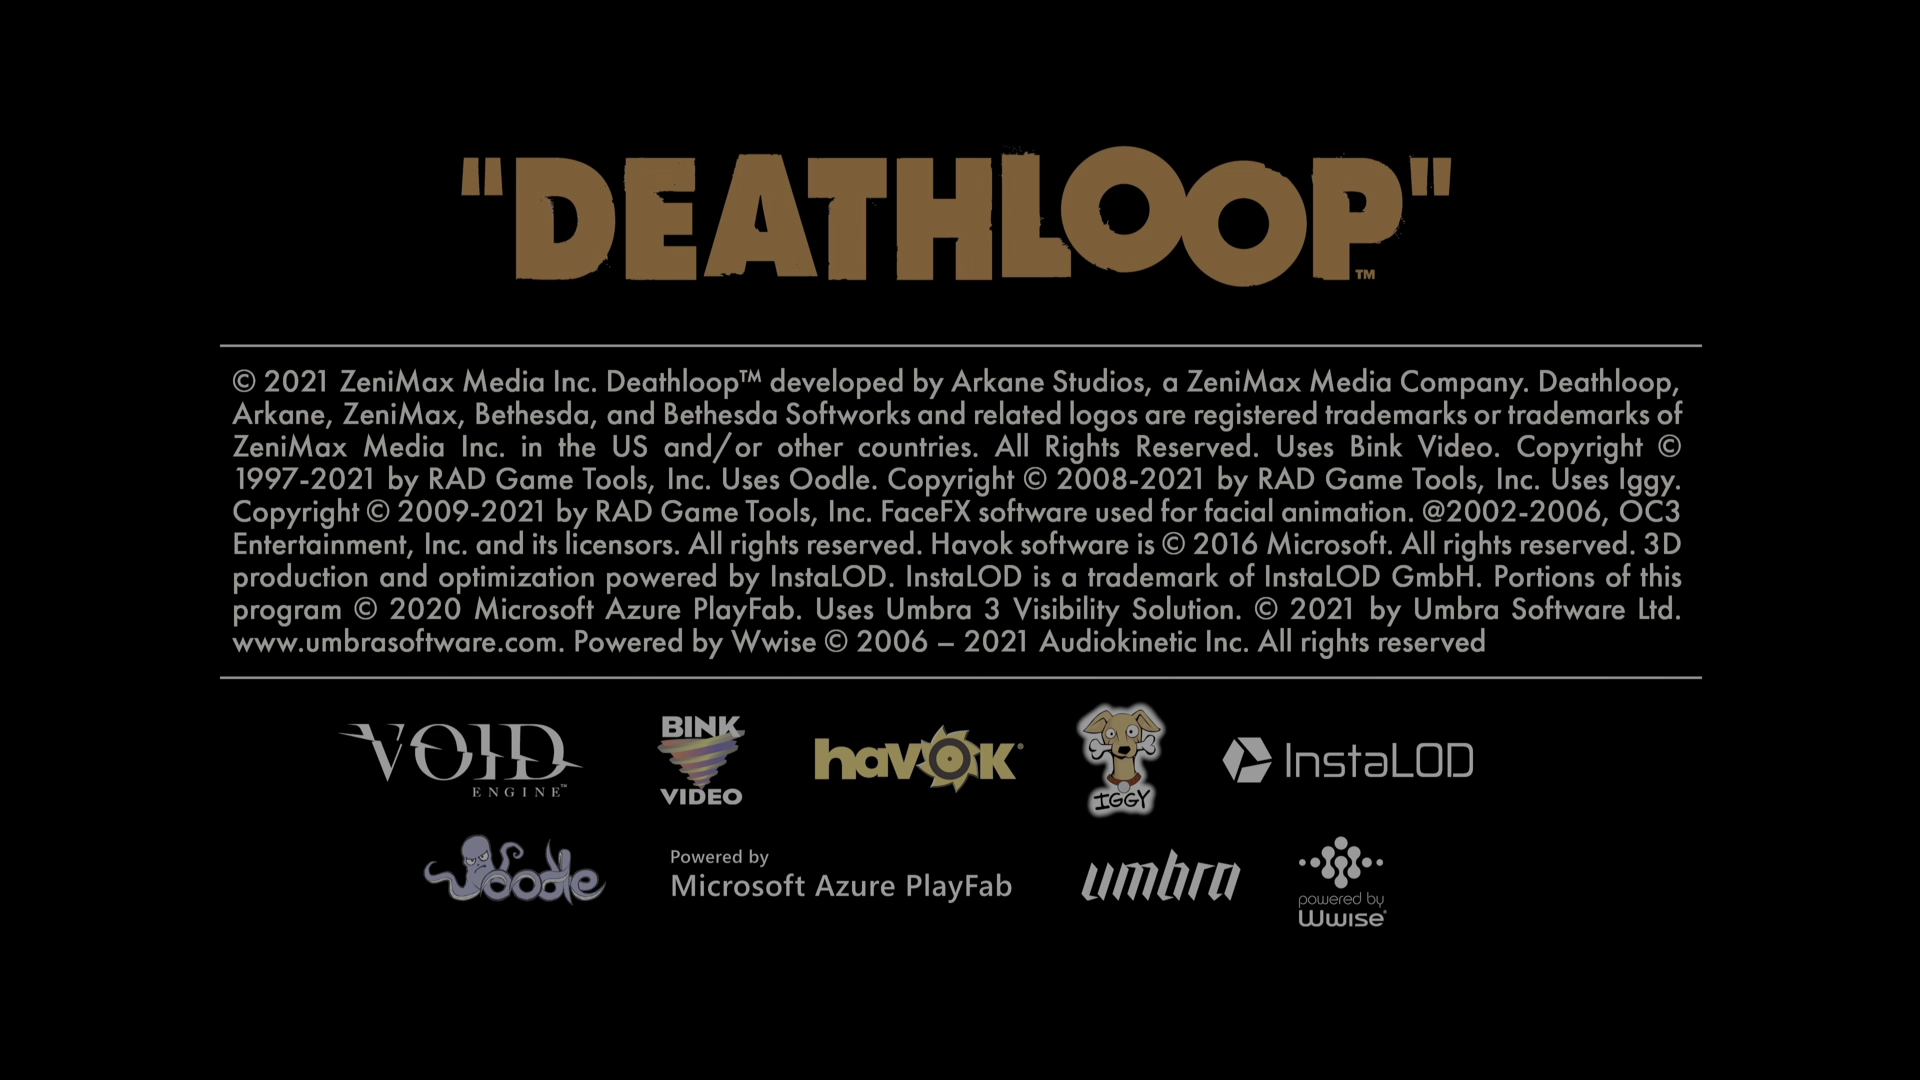 "DEATHLOOP"™
© 2021 ZeniMax Media Inc. Deathloop™ developed by Arkane Studios, a ZeniMax Media Company. Deathloop,
Arkane, ZeniMax, Bethesda, and Bethesda Softworks and related logos are registered trademarks or trademarks of
ZeniMax Media Inc. in the US and/or other countries. All Rights Reserved. Uses Bink Video. Copyright ©
1997-2021 by RAD Game Tools, Inc. Uses Oodle. Copyright © 2008-2021 by RAD Game Tools, Inc. Uses Iggy.
Copyright © 2009-2021 by RAD Game Tools, Inc. FaceFX software used for facial animation. @2002-2006, OC3
Entertainment, Inc. and its licensors. All rights reserved. Havok software is © 2016 Microsoft. All rights reserved. 3D
production and optimization powered by InstaLOD. InstaLOD is a trademark of InstaLOD GmbH. Portions of this
program © 2020 Microsoft Azure PlayFab. Uses Umbra 3 Visibility Solution. © 2021 by Umbra Software Ltd.
www.umbrasoftware.com. Powered by Wwise © 2006 – 2021 Audiokinetic Inc. All rights reserved
VOID
ENGINE™
BINK
VIDEO
havok®
IGGY
InstaLOD
oodle
Powered by
Microsoft Azure PlayFab
umbra
powered by
Wwise®